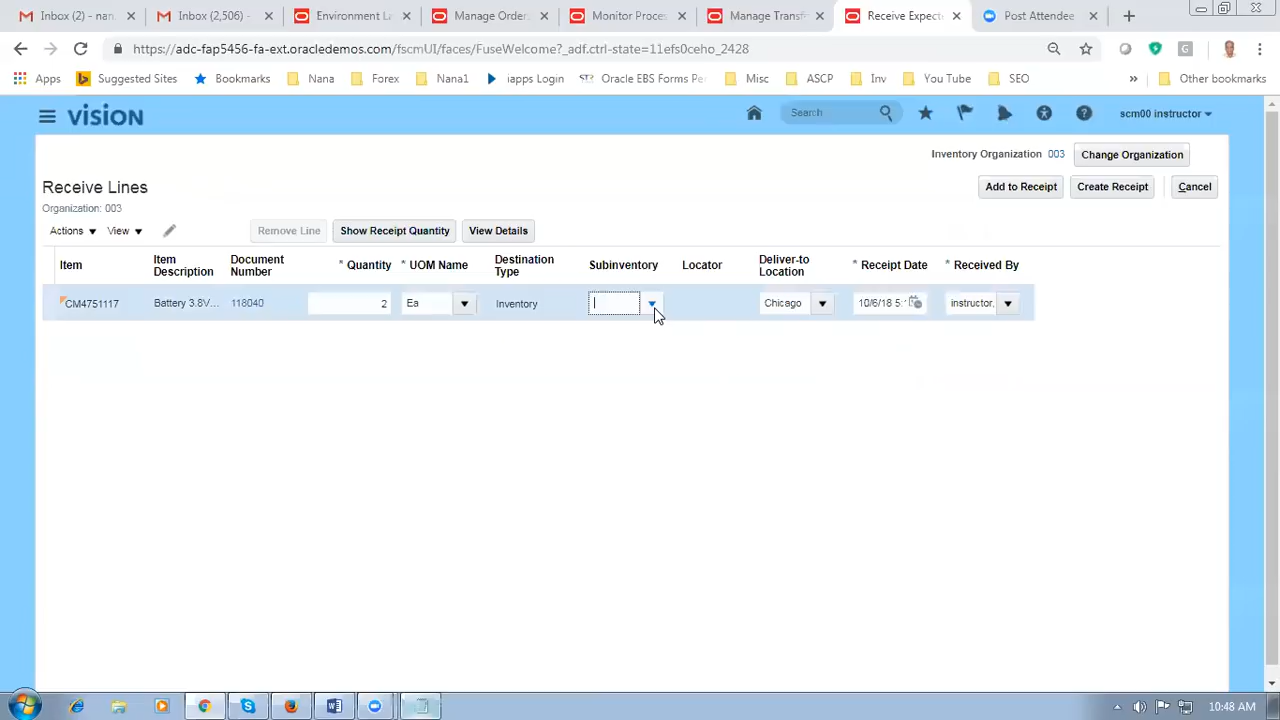 Inbox (2) - nan
Inbox (2,506) -
Environment La
Manage Order
Monitor Proces
Manage Transf
Receive Expect
Post Attendee
https://adc-fap5456-fa-ext.oracledemos.com/fscmUI/faces/FuseWelcome?_adf.ctrl-state=11efs0ceho_2428
Apps
Suggested Sites
Bookmarks
Nana
Forex
Nana1
iapps Login
Oracle EBS Forms Pe
Misc
ASCP
Inv
You Tube
SEO
»
Other bookmarks
VISION
Search
scm00 instructor
Inventory Organization 003
Change Organization
Receive Lines
Add to Receipt
Create Receipt
Cancel
Organization: 003
Actions
View
Remove Line
Show Receipt Quantity
View Details
Item
Item Description
Document Number
* Quantity
* UOM Name
Destination Type
Subinventory
Locator
Deliver-to Location
* Receipt Date
* Received By
CM4751117
Battery 3.8V...
118040
2
Ea
Inventory
Chicago
10/6/18 5:
instructor,
10:48 AM